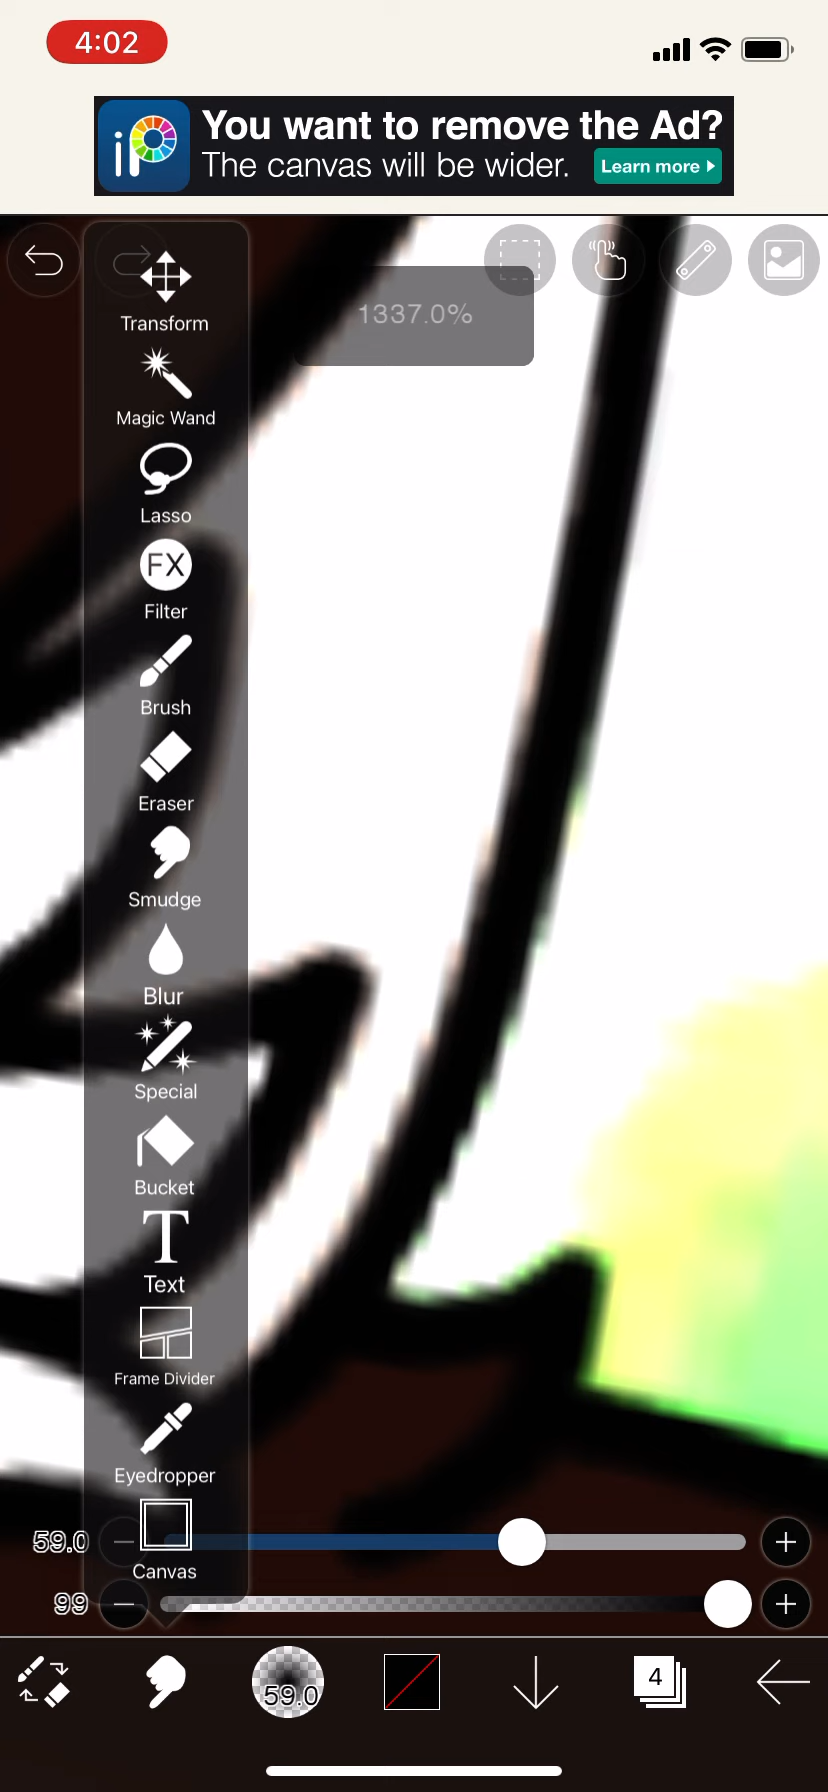 4:02
iP
You want to remove the Ad?
The canvas will be wider.
Learn more
1337.0%
Transform
Magic Wand
Lasso
FX
Filter
Brush
Eraser
Smudge
Blur
Special
Bucket
T
Text
Frame Divider
Eyedropper
Canvas
59.0
99
59.0
4